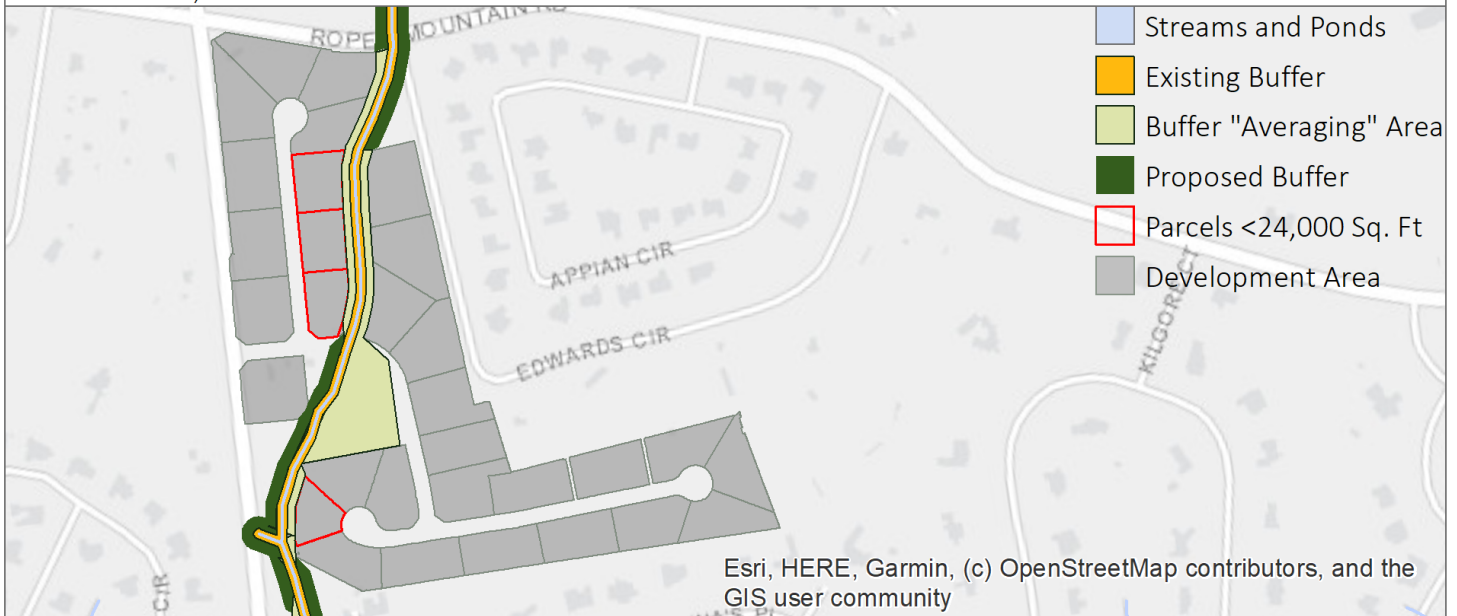 ROPER MOUNTAIN RD
Streams and Ponds
Existing Buffer
Buffer "Averaging" Area
Proposed Buffer
Parcels <24,000 Sq. Ft
Development Area
APPIAN CIR
EDWARDS CIR
KILGORE CT
CIR
Esri, HERE, Garmin, (c) OpenStreetMap contributors, and the
GIS user community